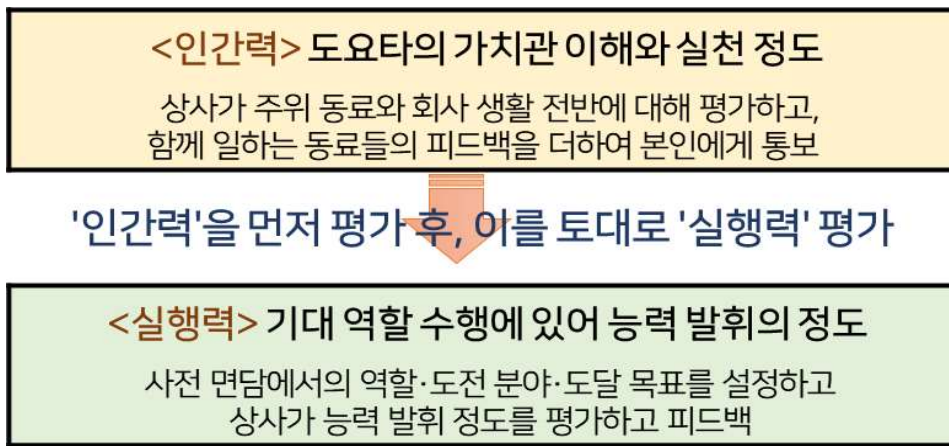 <인간력> 도요타의 가치관 이해와 실천 정도
상사가 주위 동료와 회사 생활 전반에 대해 평가하고,
함께 일하는 동료들의 피드백을 더하여 본인에게 통보
'인간력'을 먼저 평가 후, 이를 토대로 '실행력' 평가
<실행력> 기대 역할 수행에 있어 능력 발휘의 정도
사전 면담에서의 역할·도전 분야·도달 목표를 설정하고
상사가 능력 발휘 정도를 평가하고 피드백